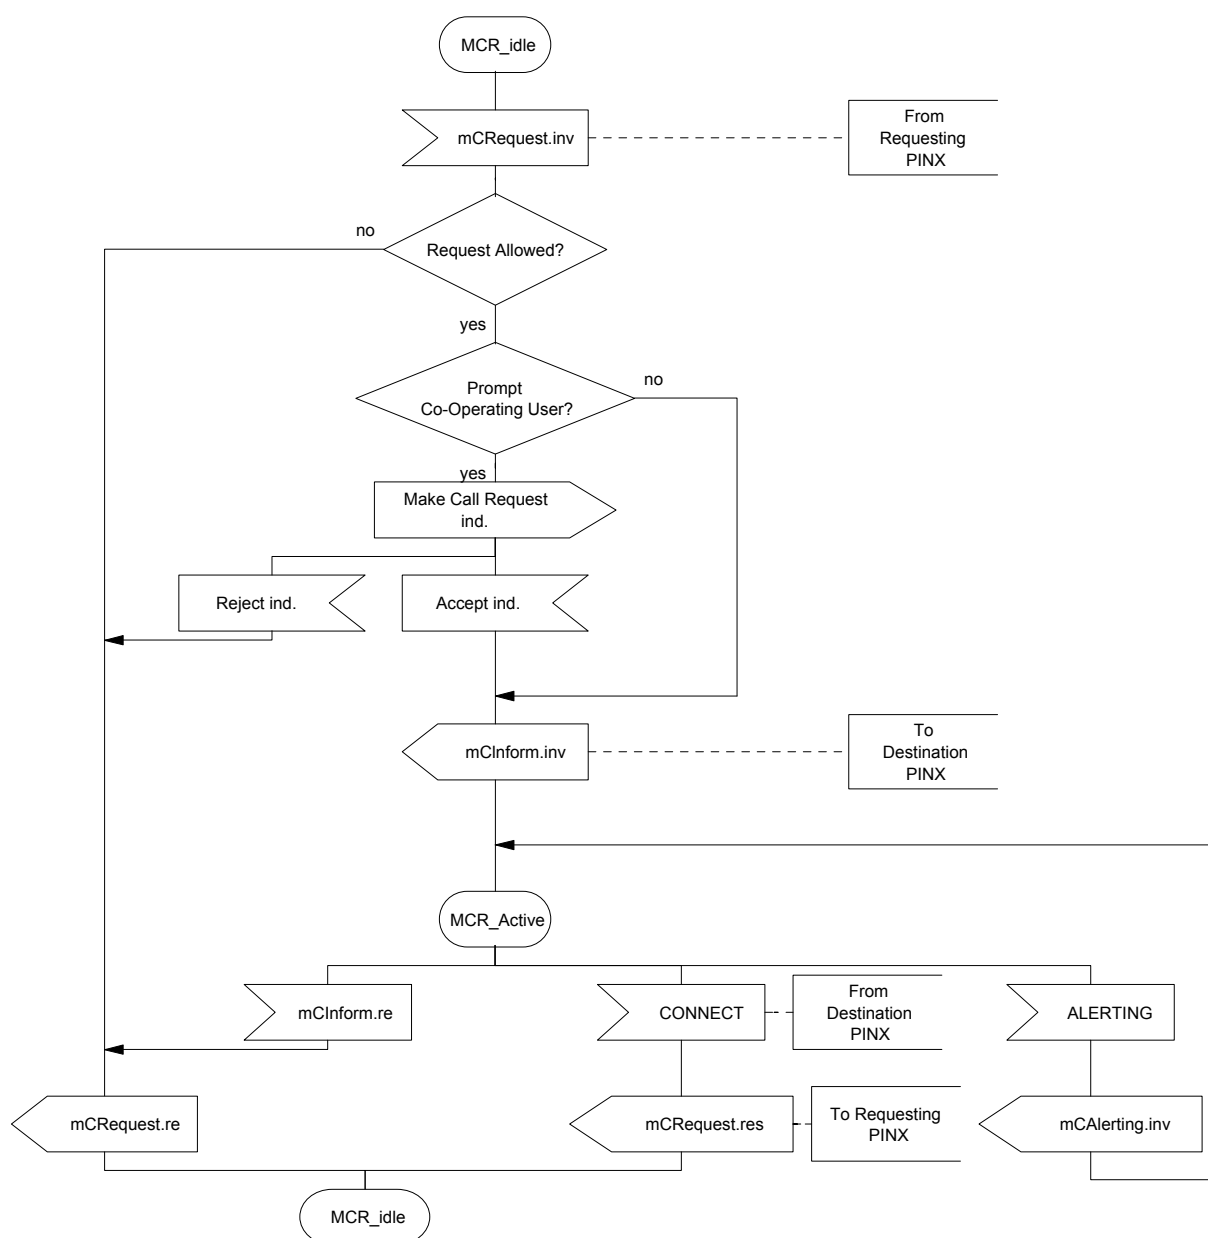 MCR_idle
mCRequest.inv
From
Requesting
PINX
no
Request Allowed?
yes
Prompt
Co-Operating User?
no
yes
Make Call Request
ind.
Reject ind.
Accept ind.
mCInform.inv
To
Destination
PINX
MCR_Active
mCInform.re
CONNECT
From
Destination
PINX
ALERTING
mCRequest.re
mCRequest.res
To Requesting
PINX
mCAlerting.inv
MCR_idle